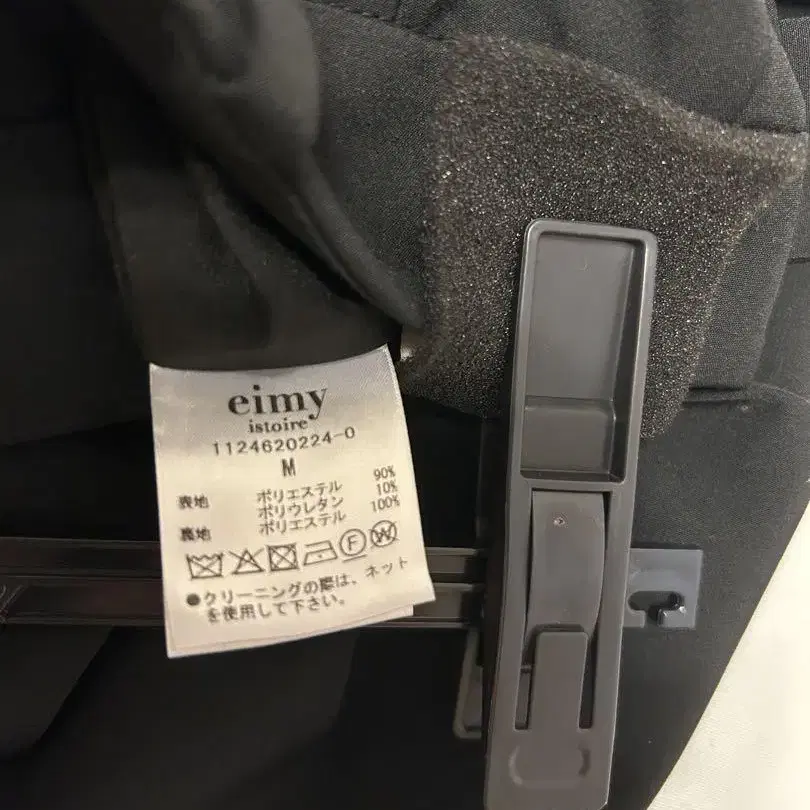 eimy
istoire
1124620224-0
M
表地 ポリエステル 90%
ポリウレタン 10%
裏地 ポリエステル 100%
F W
●クリーニングの際は、ネット
を使用して下さい。